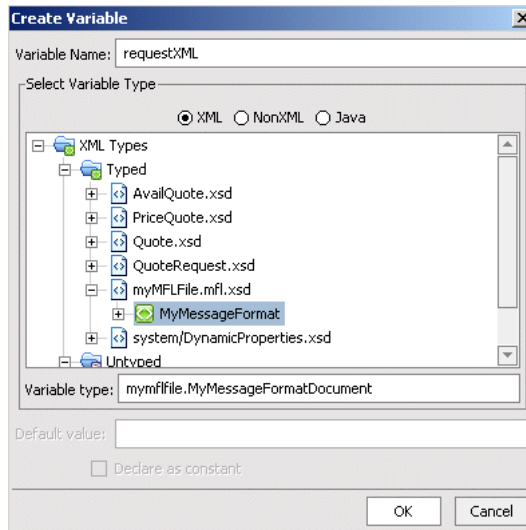 Create Variable
Variable Name: requestXML
Select Variable Type
XML NonXML Java
XML Types
Typed
AvailQuote.xsd
PriceQuote.xsd
Quote.xsd
QuoteRequest.xsd
myMFLFile.mfl.xsd
MyMessageFormat
system/DynamicProperties.xsd
Untyped
Variable type: mymflfile.MyMessageFormatDocument
Default value:
Declare as constant
OK Cancel